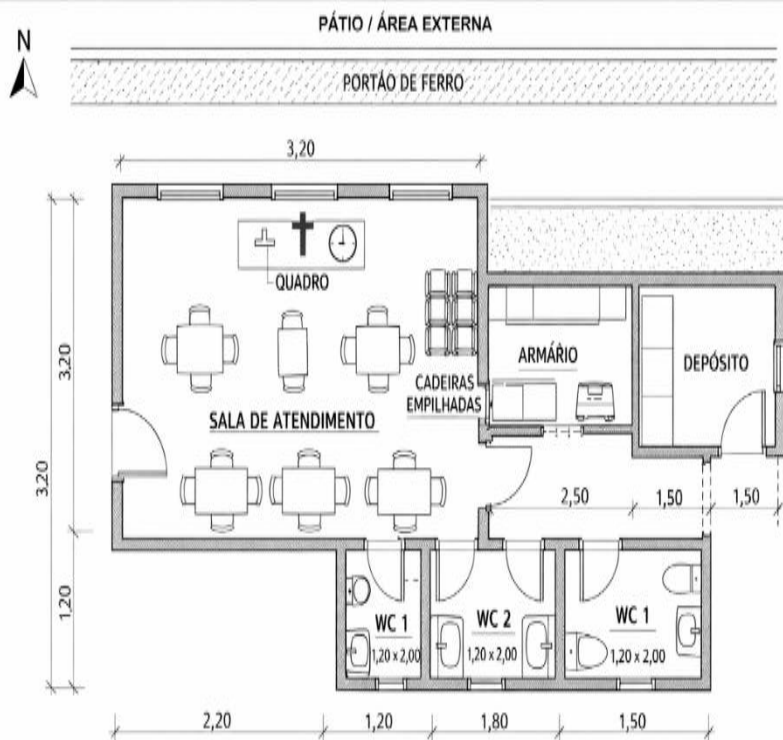 PÁTIO / ÁREA EXTERNA
N
PORTÃO DE FERRO
3,20
QUADRO
3,20
ARMÁRIO
DEPÓSITO
CADEIRAS
EMPILHADAS
SALA DE ATENDIMENTO
3,20
2,50
1,50
1,50
1,20
WC 1
1,20 x 2,00
WC 2
1,20 x 2,00
WC 1
1,20 x 2,00
2,20
1,20
1,80
1,50